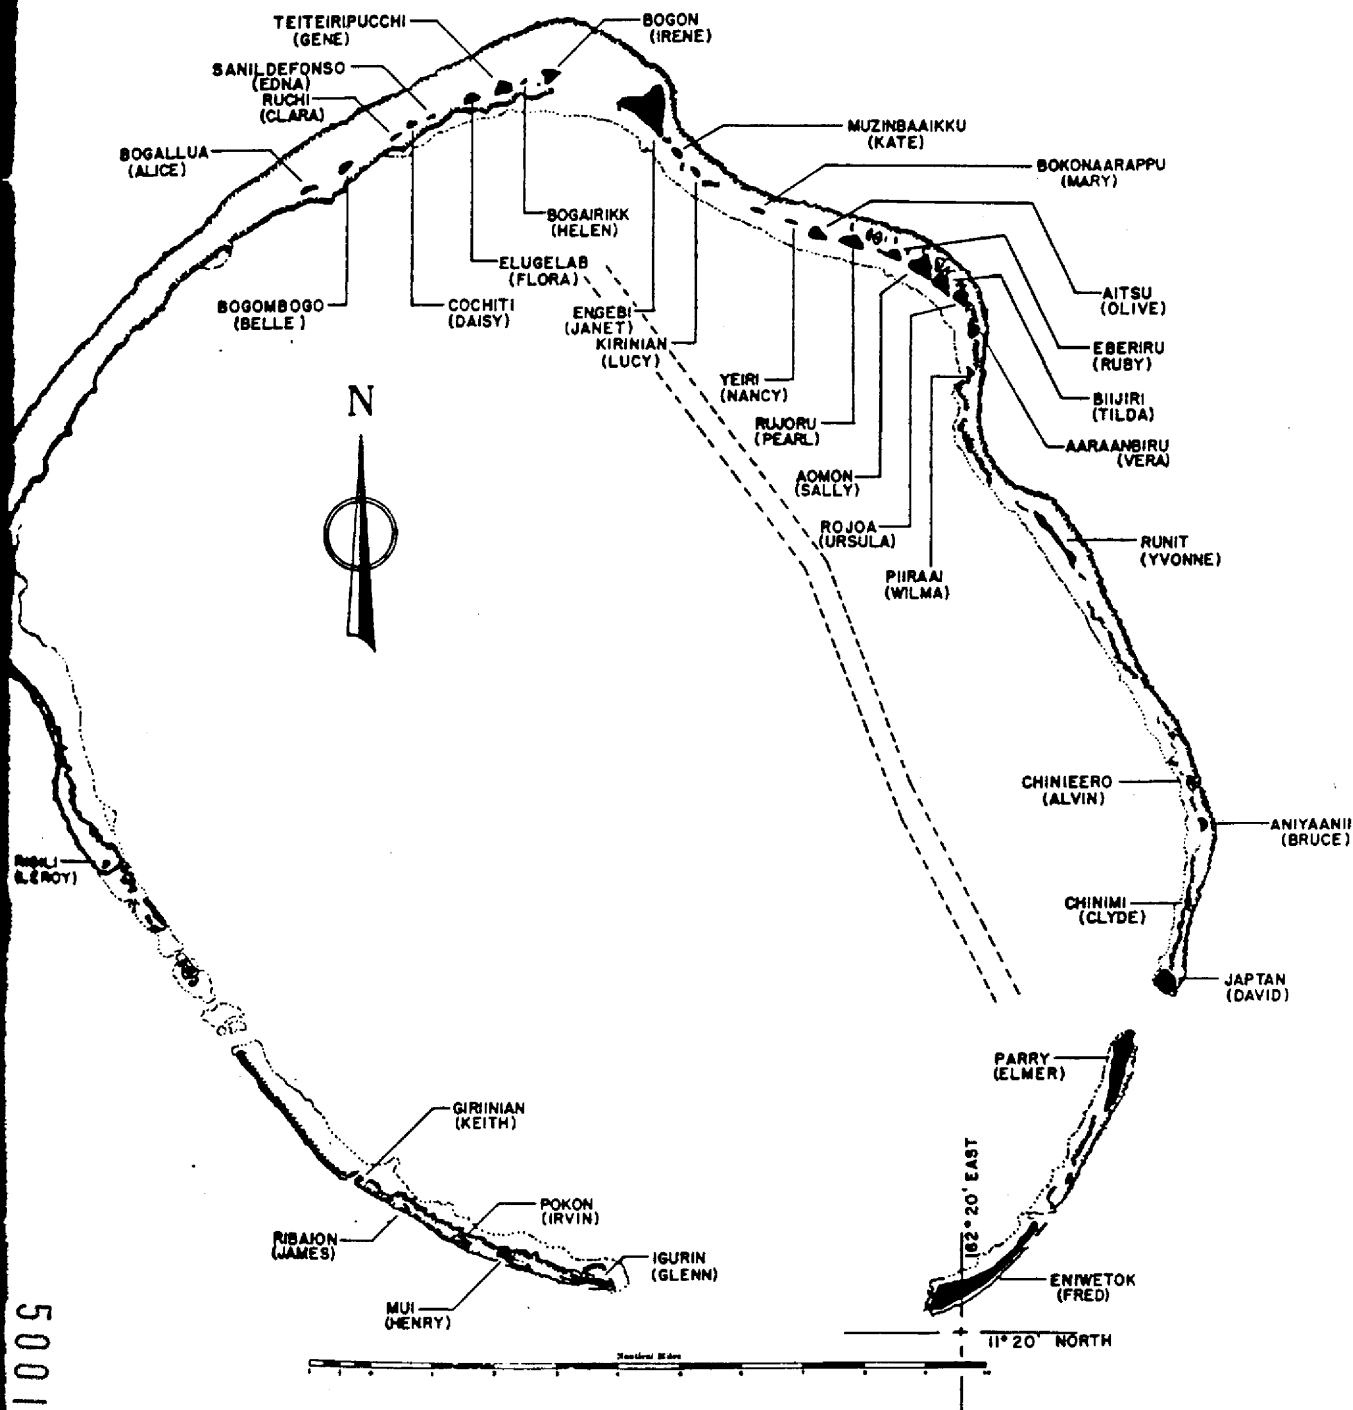 TEITEIRIPUCCHI
(GENE)
BOGON
(IRENE)
SANILDEFONSO
(EDNA)
RUCHI
(CLARA)
BOGALLUA
(ALICE)
MUZINBAAIKKU
(KATE)
BOKONAARAPPU
(MARY)
BOGAIRIKK
(HELEN)
ELUGELAB
(FLORA)
BOGOMBOGO
(BELLE)
COCHITI
(DAISY)
ENGEBI
(JANET)
KIRINIAN
(LUCY)
AITSU
(OLIVE)
EBERIRU
(RUBY)
YEIRI
(NANCY)
BIIJIRI
(TILDA)
RUJORU
(PEARL)
AARAANBIRU
(VERA)
N
AOMON
(SALLY)
ROJOA
(URSULA)
RUNIT
(YVONNE)
PIIRAAI
(WILMA)
CHINIEERO
(ALVIN)
ANIYAANII
(BRUCE)
RIGILI
(LEROY)
CHINIMI
(CLYDE)
JAPTAN
(DAVID)
PARRY
(ELMER)
GIRIINIAN
(KEITH)
162° 20' EAST
POKON
(IRVIN)
RIBAION
(JAMES)
IGURIN
(GLENN)
ENIWETOK
(FRED)
MUI
(HENRY)
11° 20' NORTH
Nautical Miles
5001